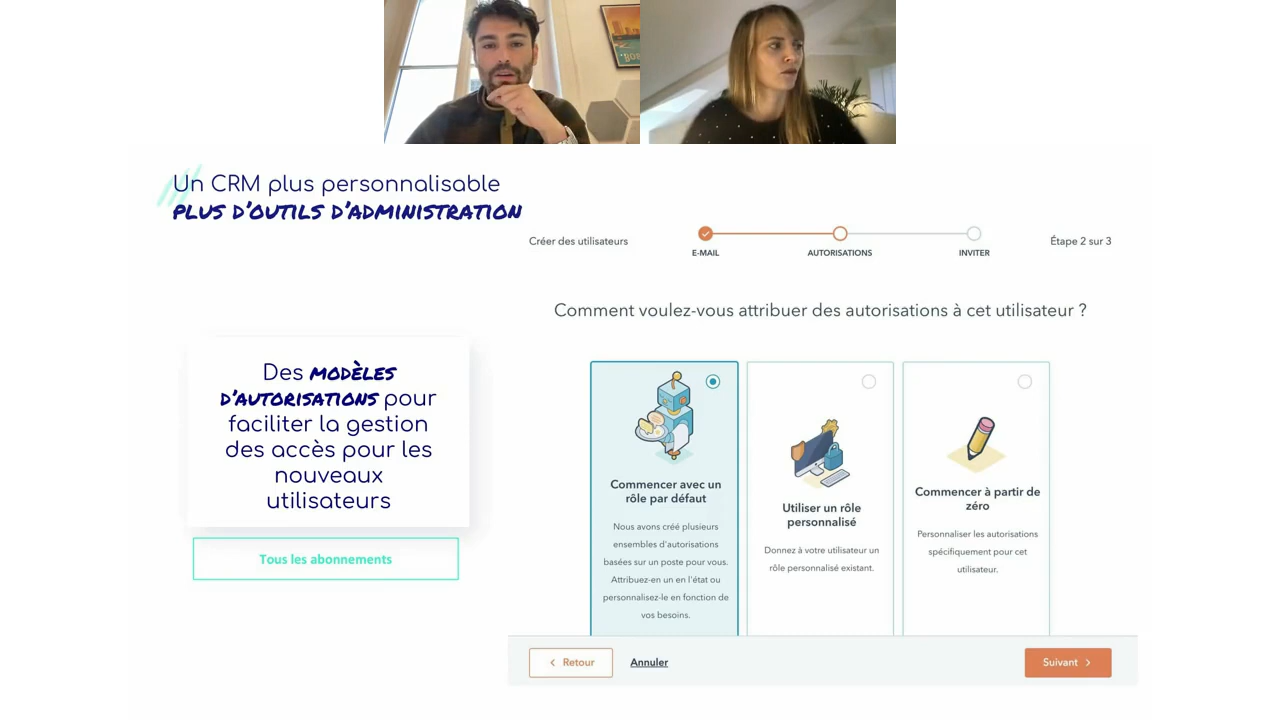 Un CRM plus personnalisable
PLUS D'OUTILS D'ADMINISTRATION
Créer des utilisateurs
E-MAIL
AUTORISATIONS
INVITER
Étape 2 sur 3
Comment voulez-vous attribuer des autorisations à cet utilisateur ?
Des MODÈLES
D'AUTORISATIONS pour
faciliter la gestion
des accès pour les
nouveaux
utilisateurs
Tous les abonnements
Commencer avec un
rôle par défaut
Nous avons créé plusieurs
ensembles d'autorisations
basées sur un poste pour vous.
Attribuez-en un en l'état ou
personnalisez-le en fonction de
vos besoins.
Utiliser un rôle
personnalisé
Donnez à votre utilisateur un
rôle personnalisé existant.
Commencer à partir de
zéro
Personnaliser les autorisations
spécifiquement pour cet
utilisateur.
Retour
Annuler
Suivant